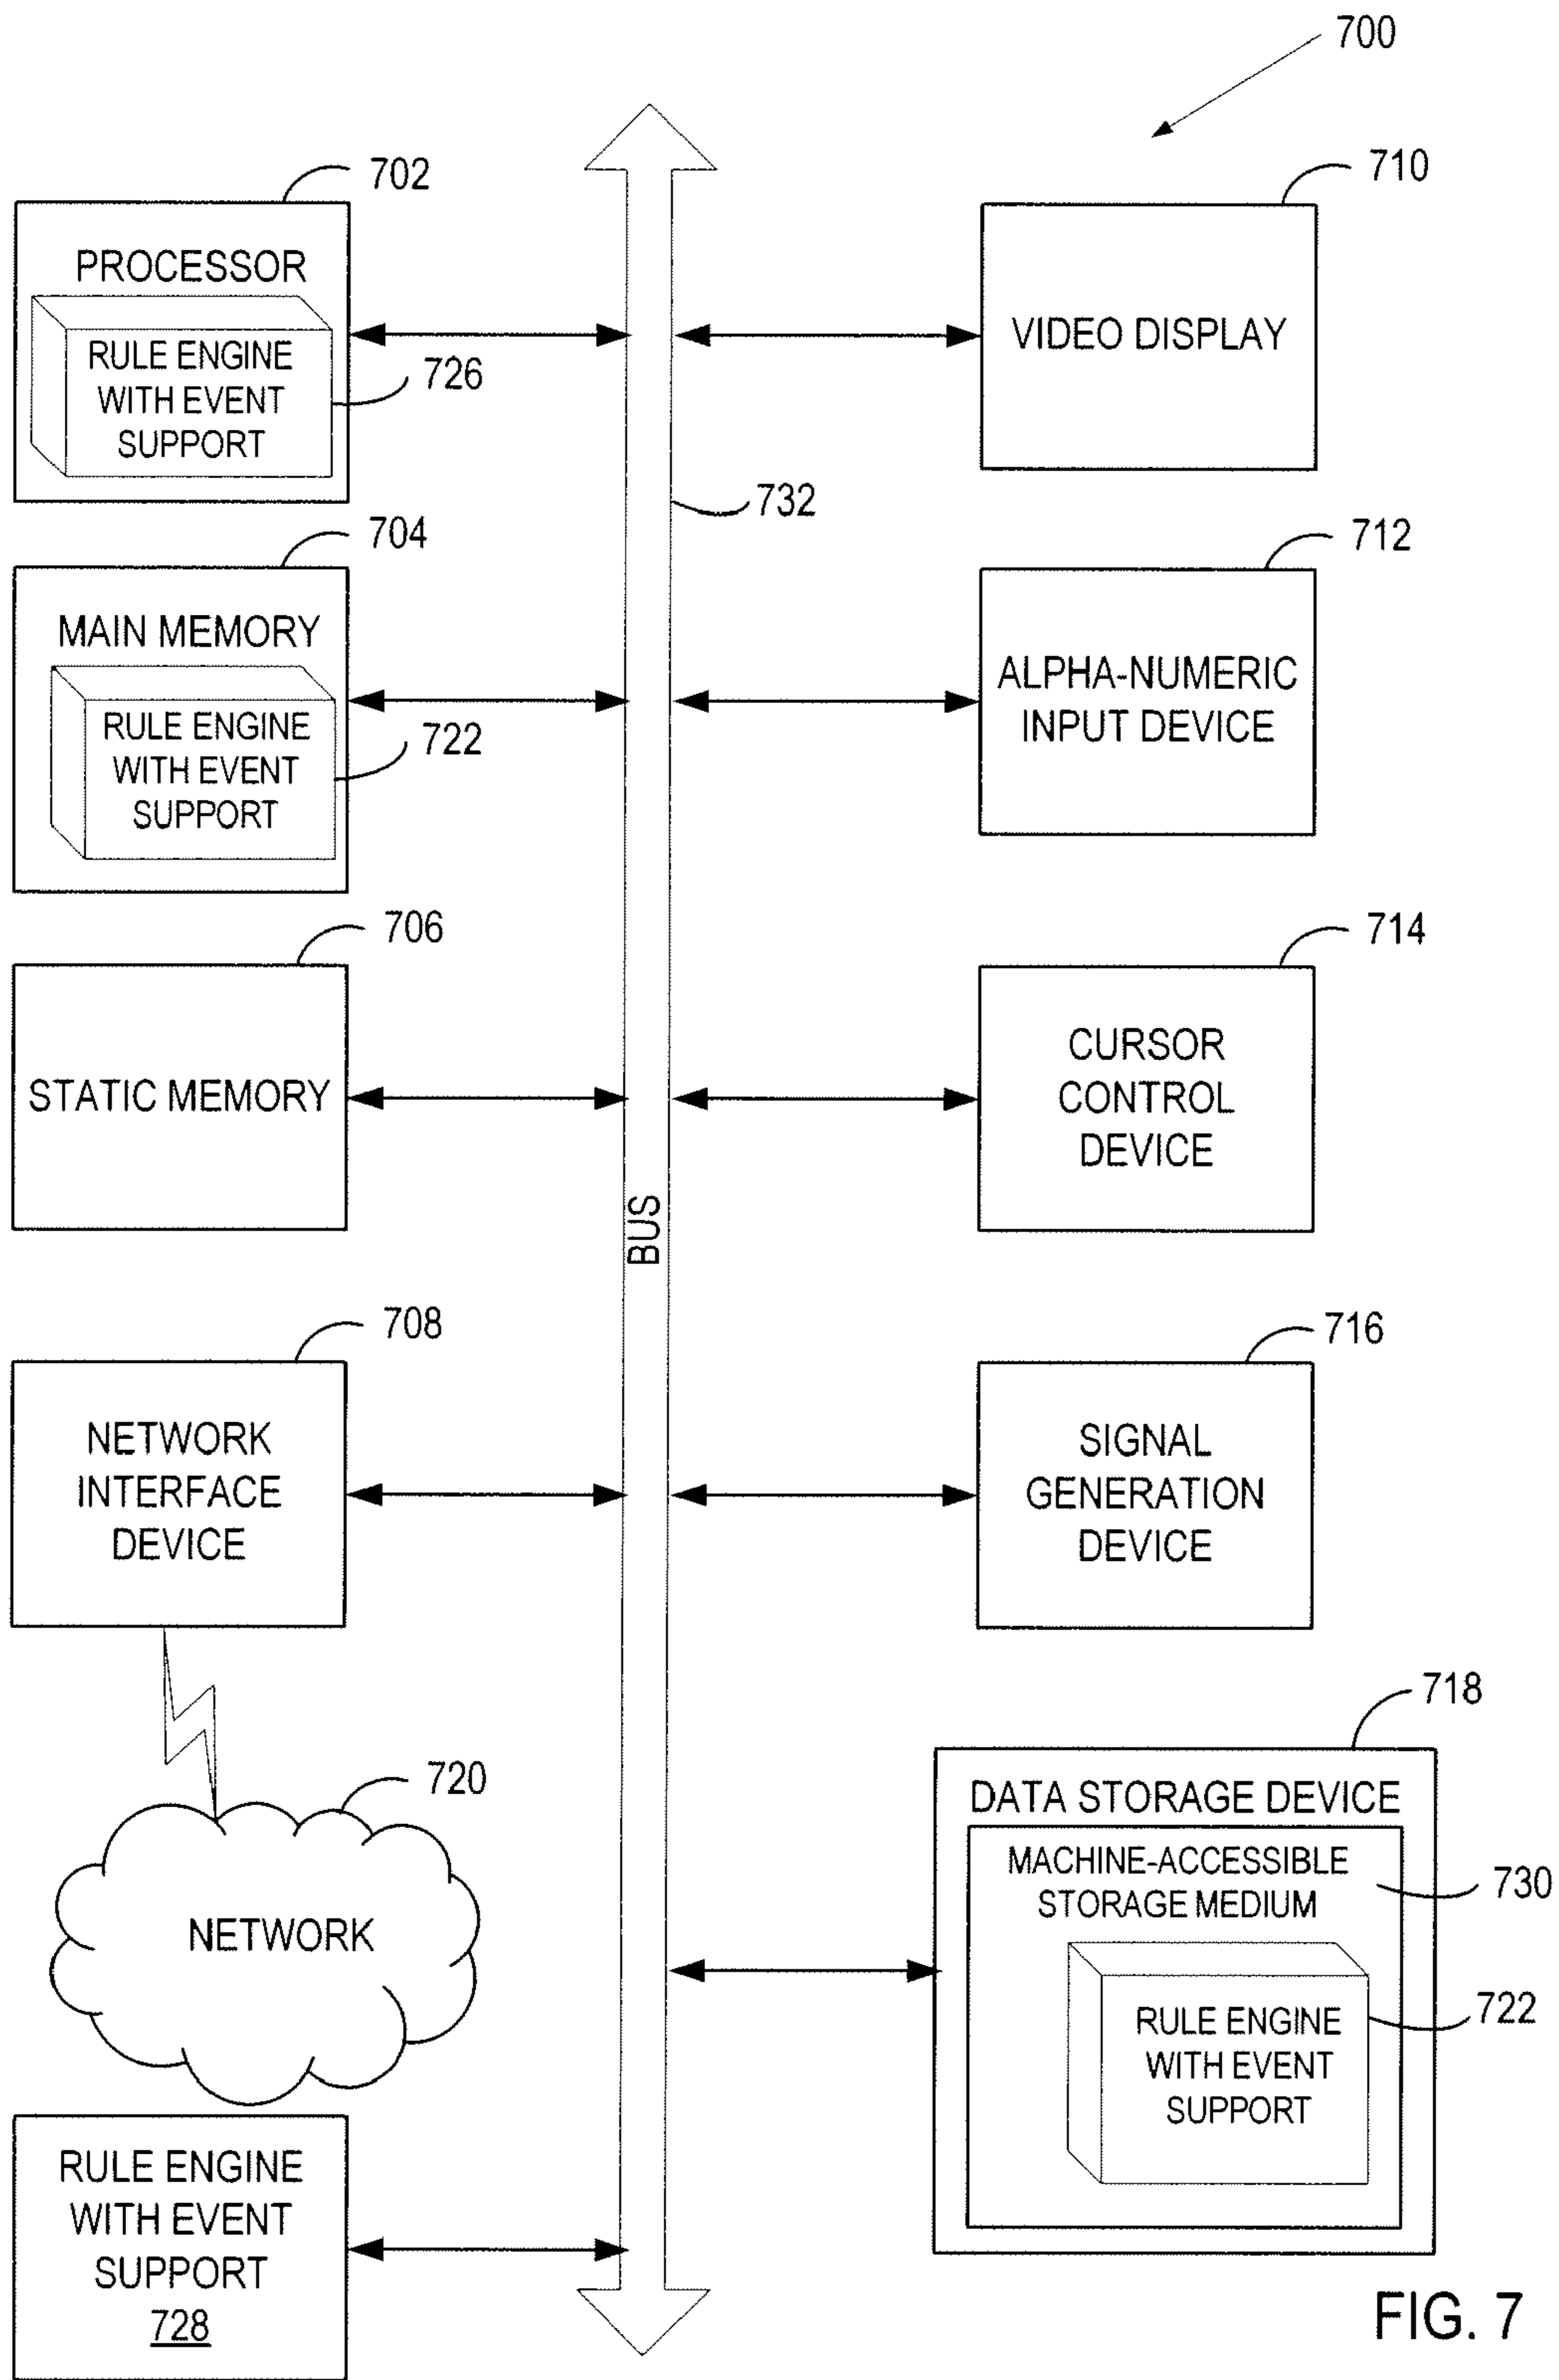 700
702
PROCESSOR
RULE ENGINE
WITH EVENT
SUPPORT
726
710
VIDEO DISPLAY
732
704
MAIN MEMORY
RULE ENGINE
WITH EVENT
SUPPORT
722
712
ALPHA-NUMERIC
INPUT DEVICE
706
STATIC MEMORY
714
CURSOR
CONTROL
DEVICE
BUS
708
NETWORK
INTERFACE
DEVICE
716
SIGNAL
GENERATION
DEVICE
720
NETWORK
718
DATA STORAGE DEVICE
MACHINE-ACCESSIBLE
STORAGE MEDIUM
730
RULE ENGINE
WITH EVENT
SUPPORT
722
RULE ENGINE
WITH EVENT
SUPPORT
728
FIG. 7